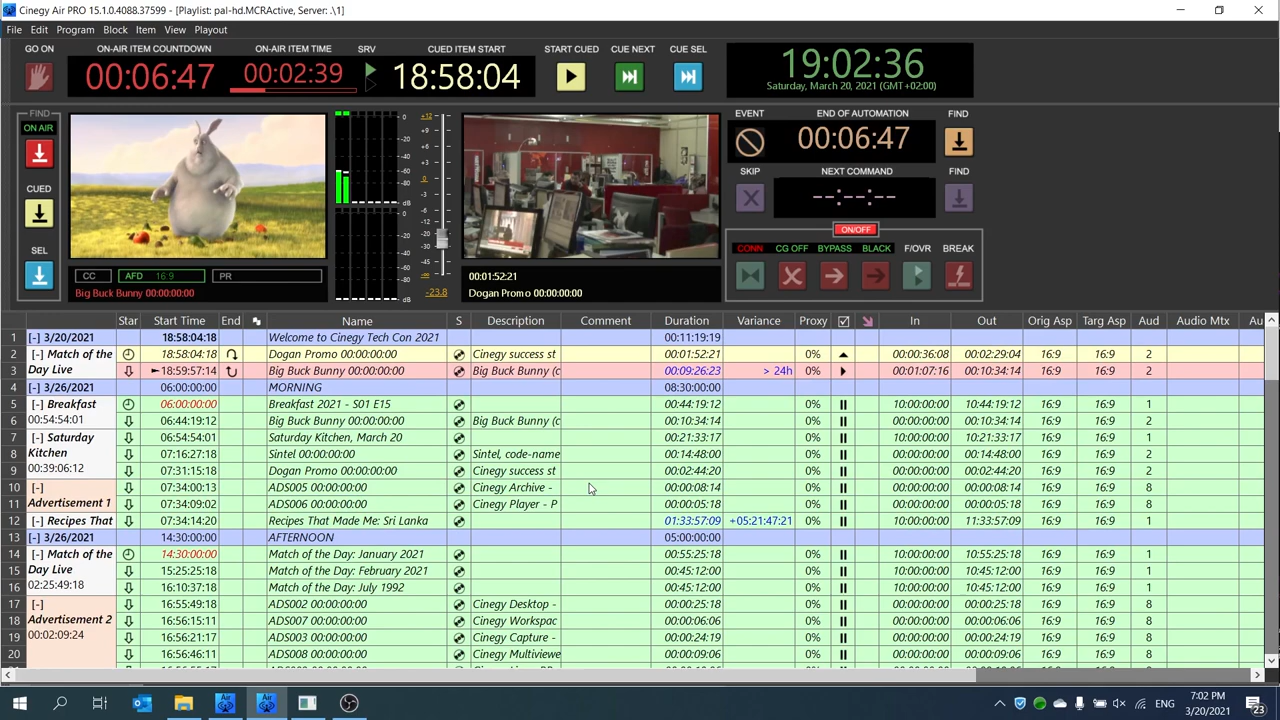 Cinegy Air PRO 15.1.0.4088.37599 - [Playlist: pal-hd.MCRActive, Server: .\1]
File Edit Program Block Item View Playout
GO ON ON-AIR ITEM COUNTDOWN ON-AIR ITEM TIME SRV CUED ITEM START START CUED CUE NEXT CUE SEL
00:06:47 00:02:39 18:58:04 19:02:36
Saturday, March 20, 2021 (GMT+02:00)
FIND
ON AIR
CUED
SEL
0 -20 -40 -60 -80 dB
0 -20 -40 -60 -80 dB
+12 +9 +6 +3 0 -3 -6 -12 -20 -30 -45 -∞
-23.8
CC AFD 16:9 PR
Big Buck Bunny 00:00:00:00
00:01:52:21
Dogan Promo 00:00:00:00
EVENT END OF AUTOMATION FIND
00:06:47
SKIP NEXT COMMAND FIND
--:--:--
ON/OFF
CONN CG OFF BYPASS BLACK F/OVR BREAK
Star Start Time End Name S Description Comment Duration Variance Proxy In Out Orig Asp Targ Asp Aud Audio Mtx Au
1 [-] 3/20/2021 18:58:04:18 Welcome to Cinegy Tech Con 2021 00:11:19:19
2 [-] Match of the 18:58:04:18 Dogan Promo 00:00:00:00 Cinegy success st 00:01:52:21 0% 00:00:36:08 00:02:29:04 16:9 16:9 2
3 Day Live 18:59:57:14 Big Buck Bunny 00:00:00:00 Big Buck Bunny (c 00:09:26:23 > 24h 0% 00:01:07:16 00:10:34:14 16:9 16:9 2
4 [-] 3/26/2021 06:00:00:00 MORNING 08:30:00:00
5 [-] Breakfast 06:00:00:00 Breakfast 2021 - S01 E15 00:44:19:12 0% 10:00:00:00 10:44:19:12 16:9 16:9 1
6 00:54:54:01 06:44:19:12 Big Buck Bunny 00:00:00:00 Big Buck Bunny (c 00:10:34:14 0% 00:00:00:00 00:10:34:14 16:9 16:9 2
7 [-] Saturday 06:54:54:01 Saturday Kitchen, March 20 00:21:33:17 0% 10:00:00:00 10:21:33:17 16:9 16:9 1
8 Kitchen 07:16:27:18 Sintel 00:00:00:00 Sintel, code-name 00:14:48:00 0% 00:00:00:00 00:14:48:00 16:9 16:9 2
9 00:39:06:12 07:31:15:18 Dogan Promo 00:00:00:00 Cinegy success st 00:02:44:20 0% 00:00:00:00 00:02:44:20 16:9 16:9 2
10 [-] 07:34:00:13 ADS005 00:00:00:00 Cinegy Archive - 00:00:08:14 0% 00:00:00:00 00:00:08:14 16:9 16:9 8
11 Advertisement 1 07:34:09:02 ADS006 00:00:00:00 Cinegy Player - P 00:00:05:18 0% 00:00:00:00 00:00:05:18 16:9 16:9 8
12 [-] Recipes That 07:34:14:20 Recipes That Made Me: Sri Lanka 01:33:57:09 +05:21:47:21 0% 10:00:00:00 11:33:57:09 16:9 16:9 1
13 [-] 3/26/2021 14:30:00:00 AFTERNOON 05:00:00:00
14 [-] Match of the 14:30:00:00 Match of the Day: January 2021 00:55:25:18 0% 10:00:00:00 10:55:25:18 16:9 16:9 1
15 Day Live 15:25:25:18 Match of the Day: February 2021 00:45:12:00 0% 10:00:00:00 10:45:12:00 16:9 16:9 1
16 02:25:49:18 16:10:37:18 Match of the Day: July 1992 00:45:12:00 0% 10:00:00:00 10:45:12:00 16:9 16:9 1
17 [-] 16:55:49:18 ADS002 00:00:00:00 Cinegy Desktop - 00:00:25:18 0% 00:00:00:00 00:00:25:18 16:9 16:9 8
18 Advertisement 2 16:56:15:11 ADS007 00:00:00:00 Cinegy Workspac 00:00:06:06 0% 00:00:00:00 00:00:06:06 16:9 16:9 8
19 00:02:09:24 16:56:21:17 ADS003 00:00:00:00 Cinegy Capture - 00:00:24:19 0% 00:00:00:00 00:00:24:19 16:9 16:9 8
20 16:56:46:11 ADS008 00:00:00:00 Cinegy Multiviewe 00:00:09:06 0% 00:00:00:00 00:00:09:06 16:9 16:9 8
Air Air ENG 7:02 PM
3/20/2021 23